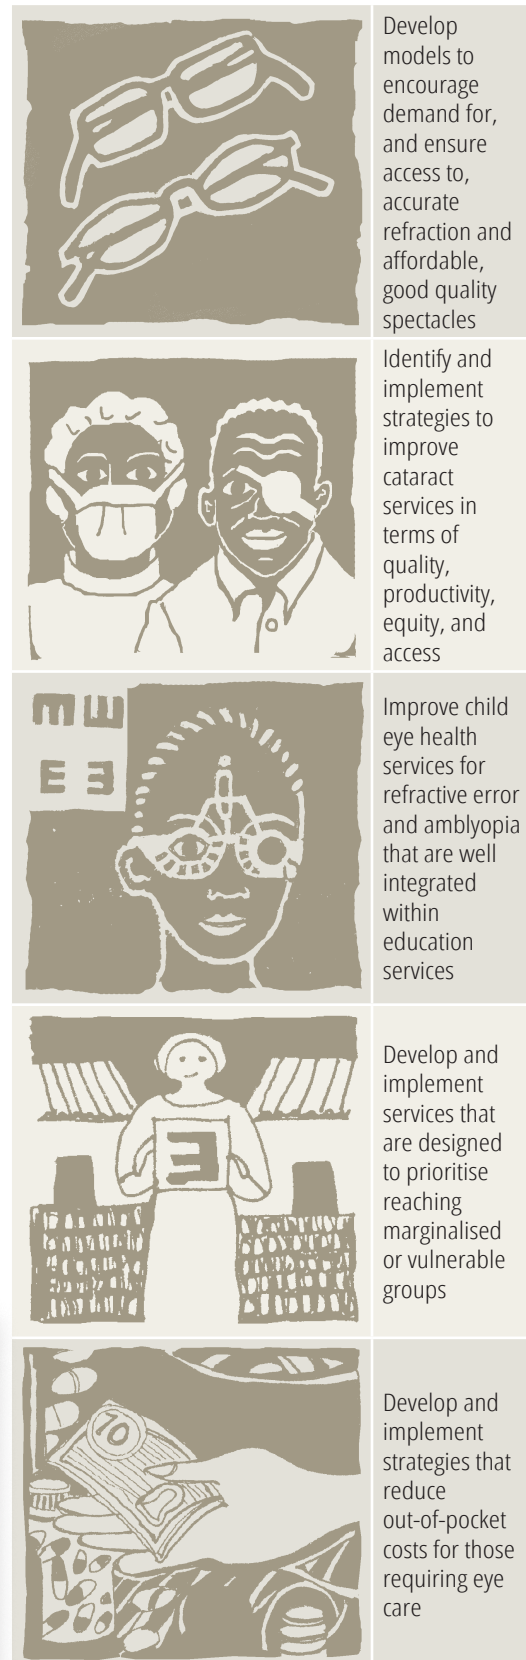 Develop
models to
encourage
demand for,
and ensure
access to,
accurate
refraction and
affordable,
good quality
spectacles
Identify and
implement
strategies to
improve
cataract
services in
terms of
quality,
productivity,
equity, and
access
m ш
E 3
Improve child
eye health
services for
refractive error
and amblyopia
that are well
integrated
within
education
services
E
Develop and
implement
services that
are designed
to prioritise
reaching
marginalised
or vulnerable
groups
10
Develop and
implement
strategies that
reduce
out-of-pocket
costs for those
requiring eye
care